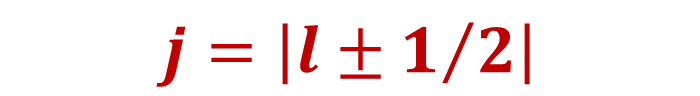 j = |l ± 1/2|